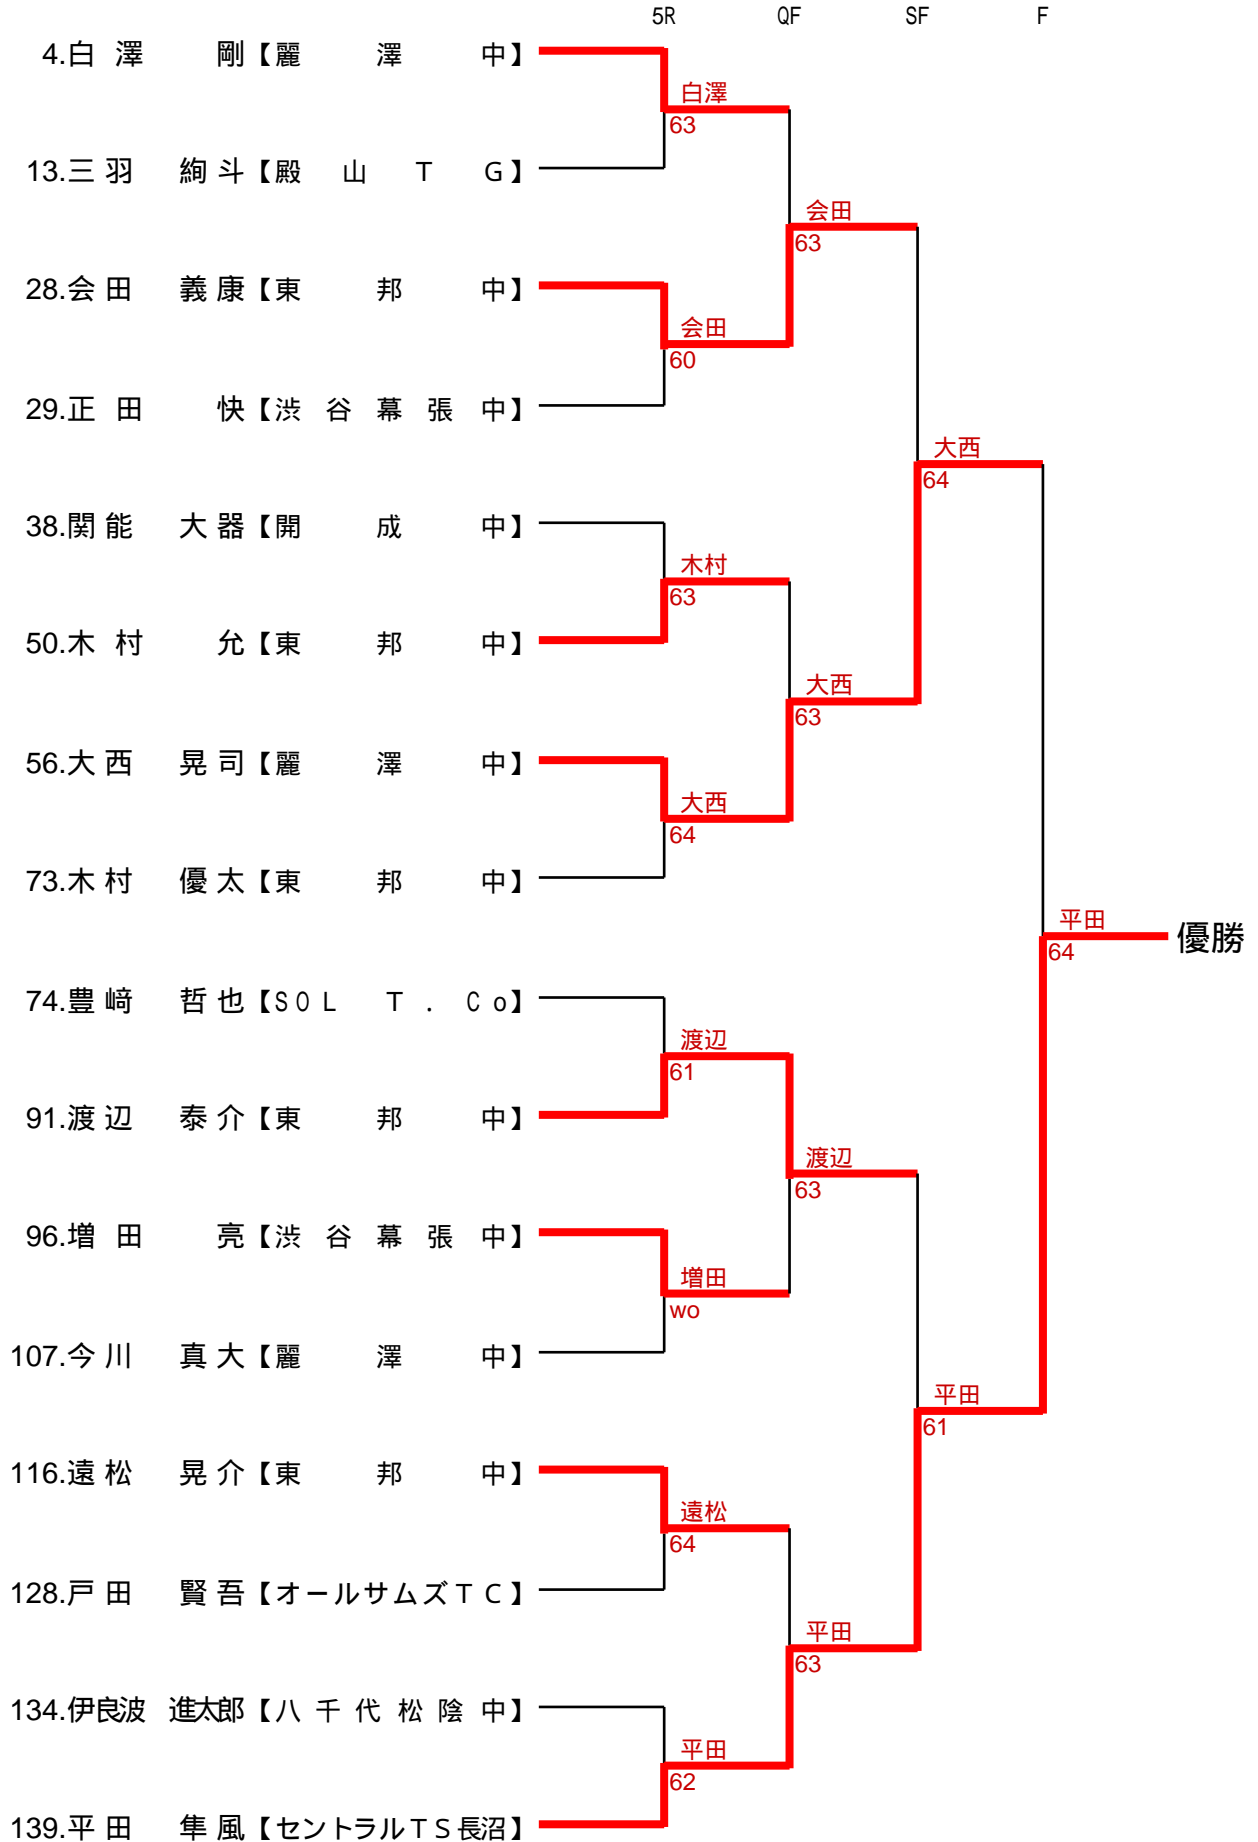 5R QF SF F
4.白澤 剛【麗澤中】
白澤
63
13.三羽 絢斗【殿山TG】
会田
63
28.会田 義康【東邦中】
会田
60
29.正田 快【渋谷幕張中】
大西
64
38.関能 大器【開成中】
木村
63
50.木村 允【東邦中】
大西
63
56.大西 晃司【麗澤中】
大西
64
73.木村 優太【東邦中】
平田
64
優勝
74.豊﨑 哲也【SOL T.Co】
渡辺
61
91.渡辺 泰介【東邦中】
渡辺
63
96.増田 亮【渋谷幕張中】
増田
wo
107.今川 真大【麗澤中】
平田
61
116.遠松 晃介【東邦中】
遠松
64
128.戸田 賢吾【オールサムズTC】
平田
63
134.伊良波 進太郎【八千代松陰中】
平田
62
139.平田 隼風【セントラルTS長沼】